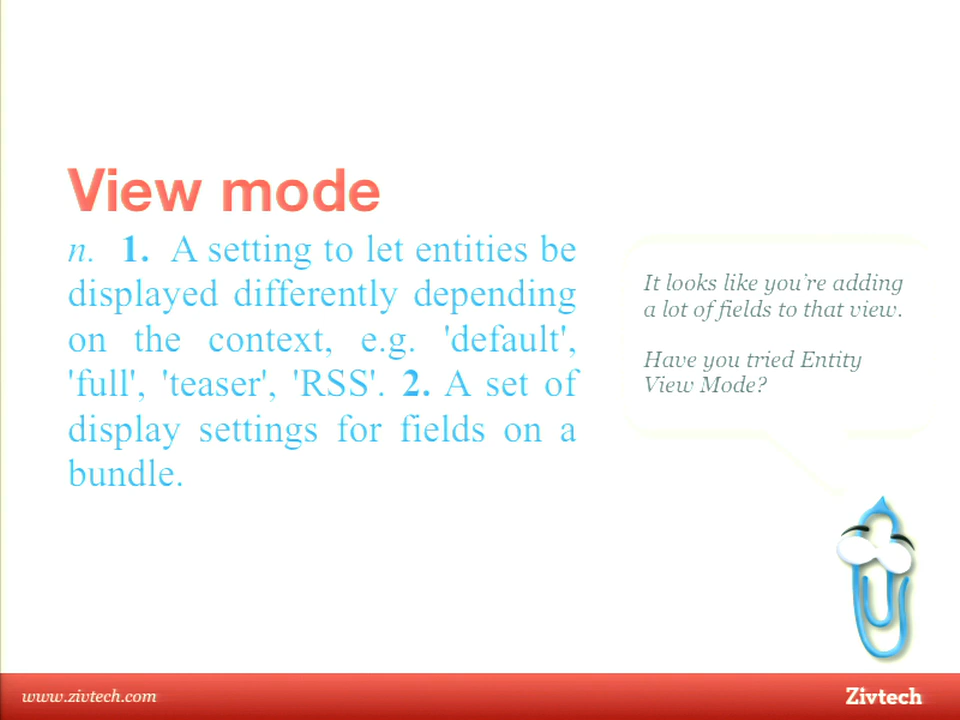 View mode
n. 1. A setting to let entities be
displayed differently depending
on the context, e.g. 'default',
'full', 'teaser', 'RSS'. 2. A set of
display settings for fields on a
bundle.
It looks like you're adding
a lot of fields to that view.
Have you tried Entity
View Mode?
www.zivtech.com
Zivtech